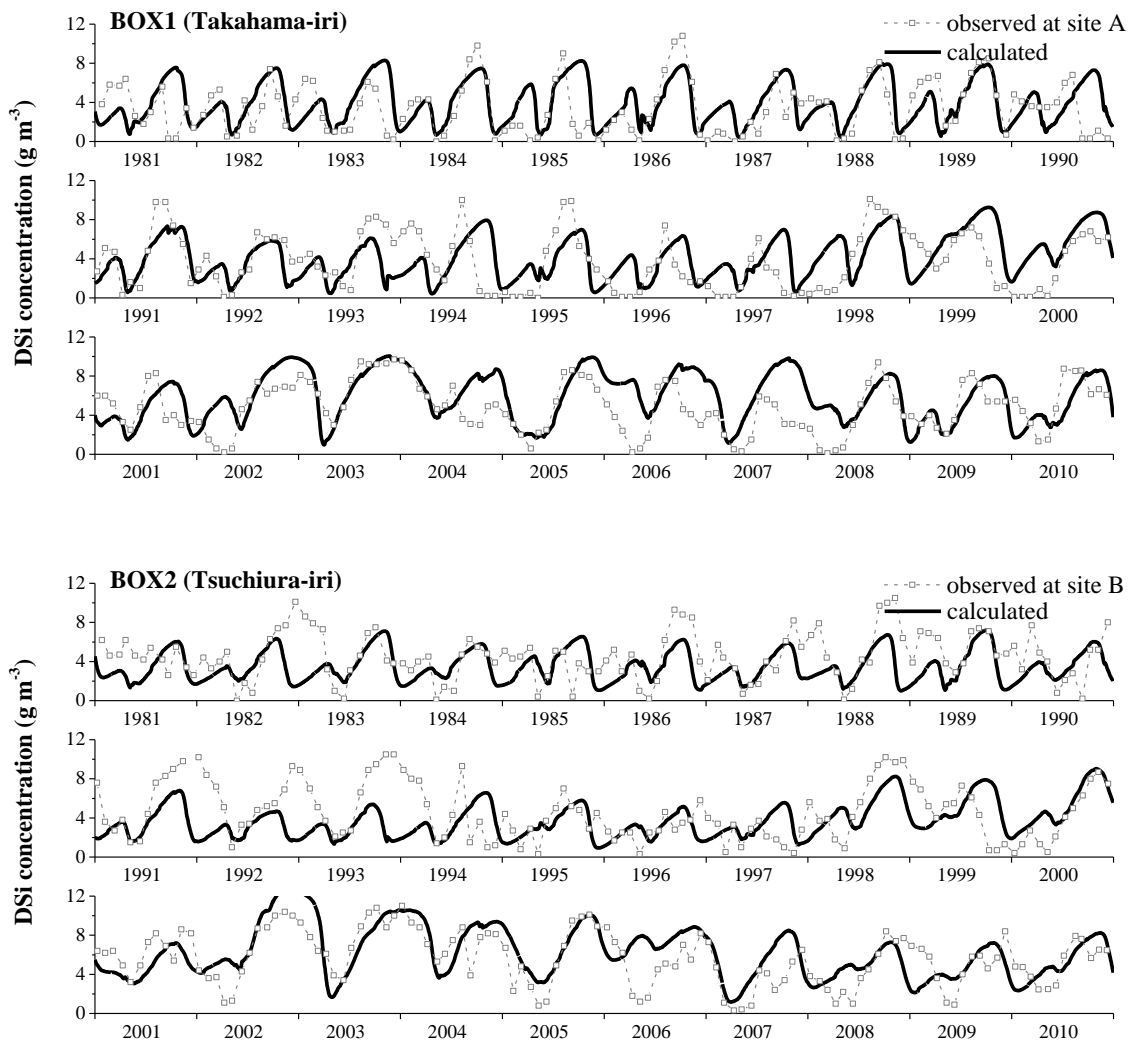 BOX1 (Takahama-iri)
observed at site A
calculated
DSi concentration (g m-3)
12
8
4
0
1981 1982 1983 1984 1985 1986 1987 1988 1989 1990
12
8
4
0
1991 1992 1993 1994 1995 1996 1997 1998 1999 2000
12
8
4
0
2001 2002 2003 2004 2005 2006 2007 2008 2009 2010
BOX2 (Tsuchiura-iri)
observed at site B
calculated
DSi concentration (g m-3)
12
8
4
0
1981 1982 1983 1984 1985 1986 1987 1988 1989 1990
12
8
4
0
1991 1992 1993 1994 1995 1996 1997 1998 1999 2000
12
8
4
0
2001 2002 2003 2004 2005 2006 2007 2008 2009 2010